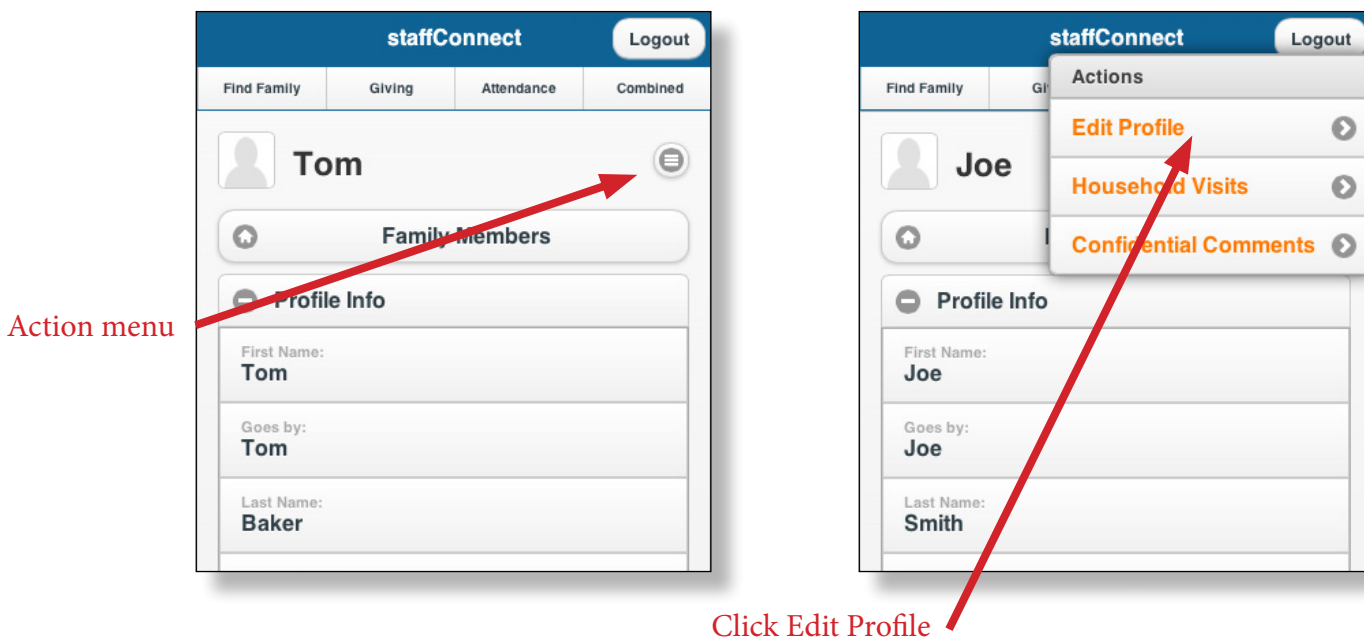 staffConnect Logout
Find Family Giving Attendance Combined
Tom
Family Members
Profile Info
Action menu
First Name:
Tom
Goes by:
Tom
Last Name:
Baker
staffConnect Logout
Find Family Gi
Actions
Edit Profile
Joe
Household Visits
Confidential Comments
Profile Info
First Name:
Joe
Goes by:
Joe
Last Name:
Smith
Click Edit Profile